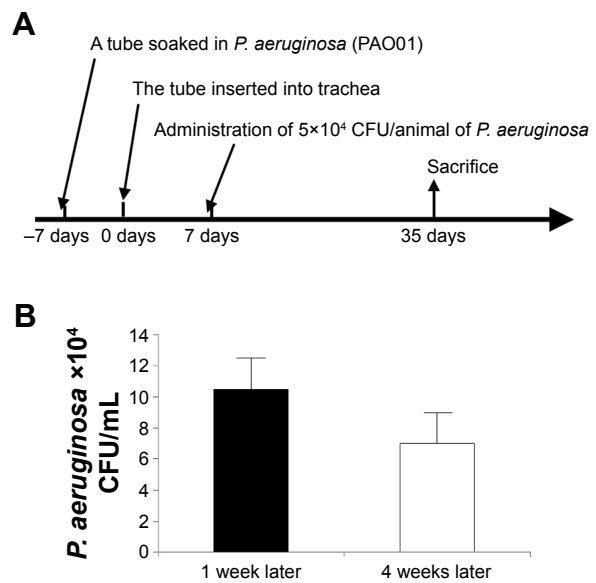 A
A tube soaked in P. aeruginosa (PAO01)
The tube inserted into trachea
Administration of 5×10⁴ CFU/animal of P. aeruginosa
Sacrifice
–7 days 0 days 7 days 35 days
B
P. aeruginosa ×10⁴
CFU/mL
14
12
10
8
6
4
2
0
1 week later 4 weeks later